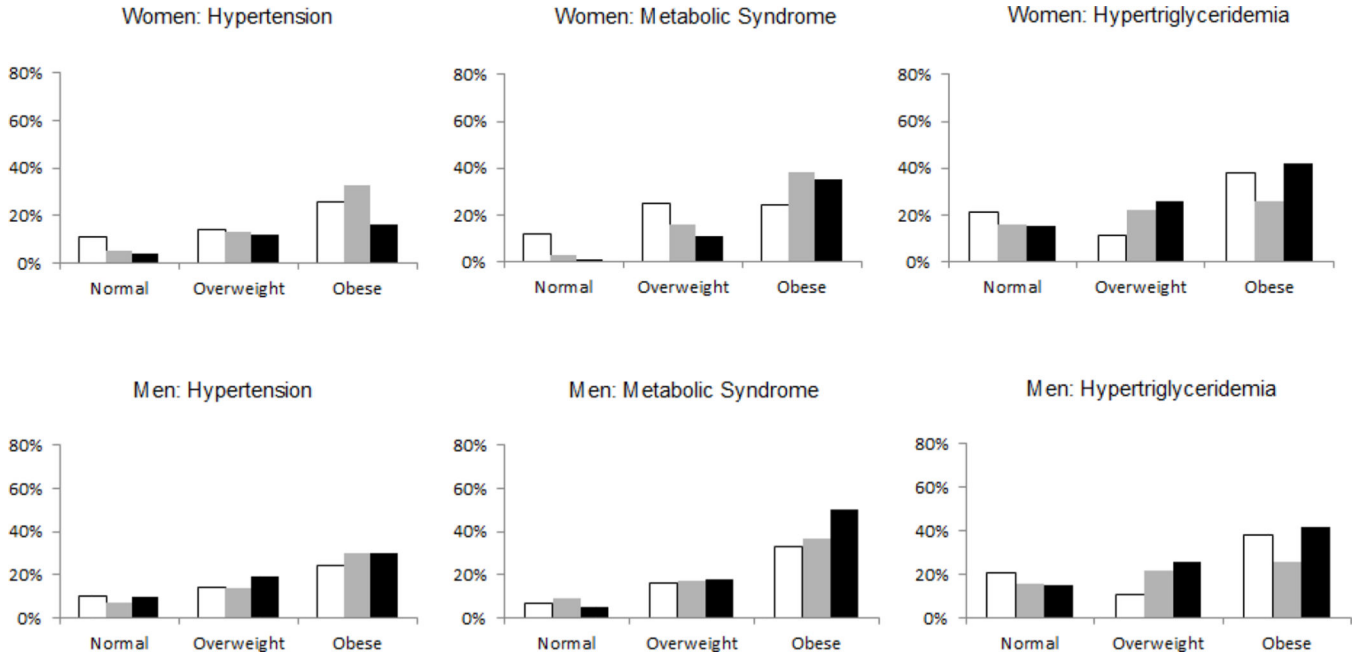 Women: Hypertension
80%
60%
40%
20%
0%
Normal Overweight Obese
Women: Metabolic Syndrome
80%
60%
40%
20%
0%
Normal Overweight Obese
Women: Hypertriglyceridemia
80%
60%
40%
20%
0%
Normal Overweight Obese
Men: Hypertension
80%
60%
40%
20%
0%
Normal Overweight Obese
Men: Metabolic Syndrome
80%
60%
40%
20%
0%
Normal Overweight Obese
Men: Hypertriglyceridemia
80%
60%
40%
20%
0%
Normal Overweight Obese